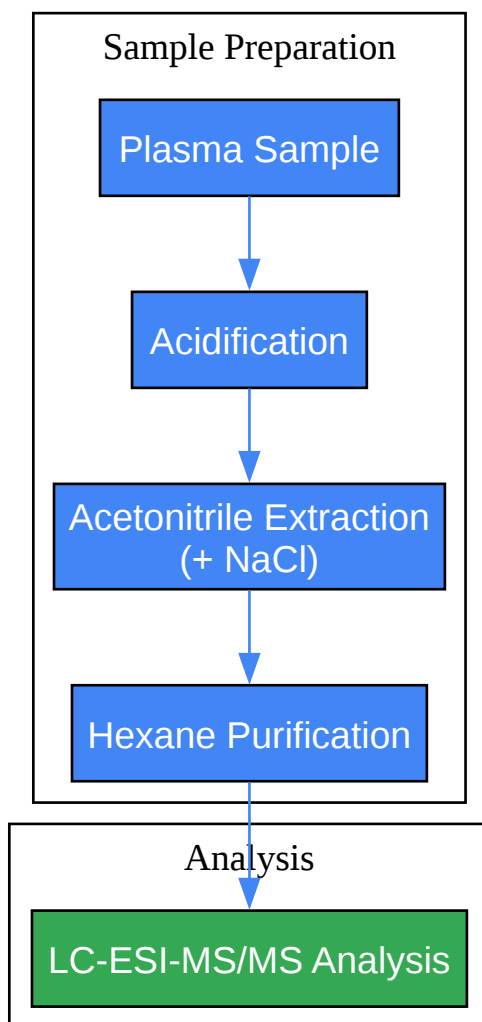 Sample Preparation
Plasma Sample
Acidification
Acetonitrile Extraction
(+ NaCl)
Hexane Purification
Analysis
LC-ESI-MS/MS Analysis